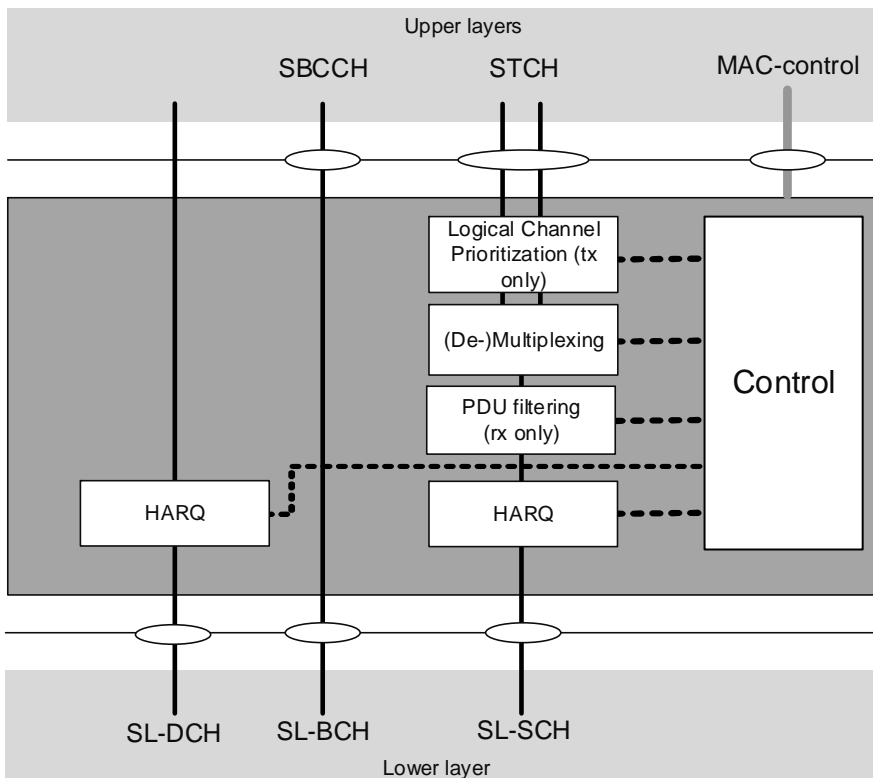 Upper layers
SBCCH
STCH
MAC-control
Logical Channel
Prioritization (tx
only)
(De-)Multiplexing
Control
PDU filtering
(rx only)
HARQ
HARQ
SL-DCH
SL-BCH
SL-SCH
Lower layer